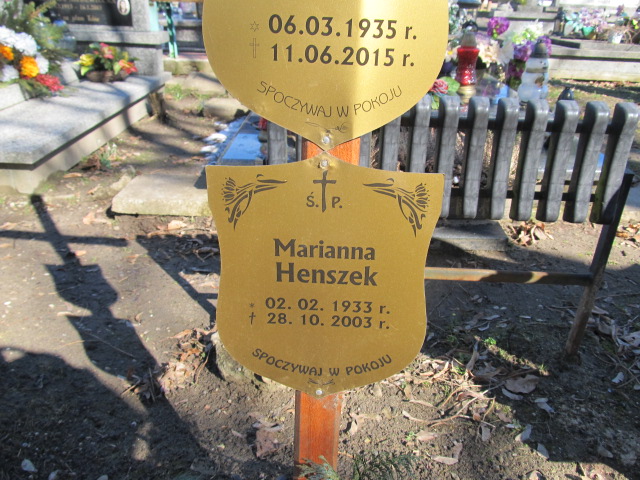 * 06.03.1935 r.
† 11.06.2015 r.
SPOCZYWAJ W POKOJU
Ś. P.
Marianna
Henszek
* 02. 02. 1933 r.
† 28. 10. 2003 r.
SPOCZYWAJ W POKOJU